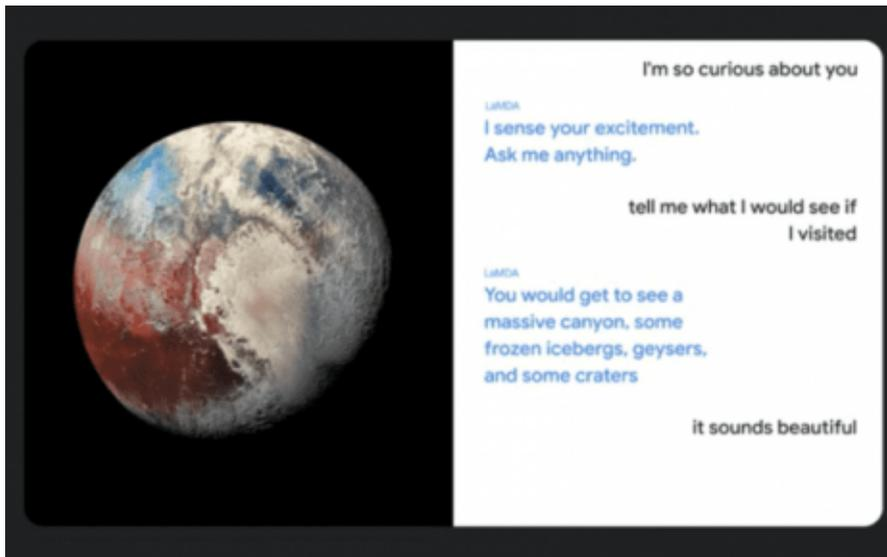 I'm so curious about you
LaMDA
I sense your excitement.
Ask me anything.
tell me what I would see if
I visited
LaMDA
You would get to see a
massive canyon, some
frozen icebergs, geysers,
and some craters
it sounds beautiful